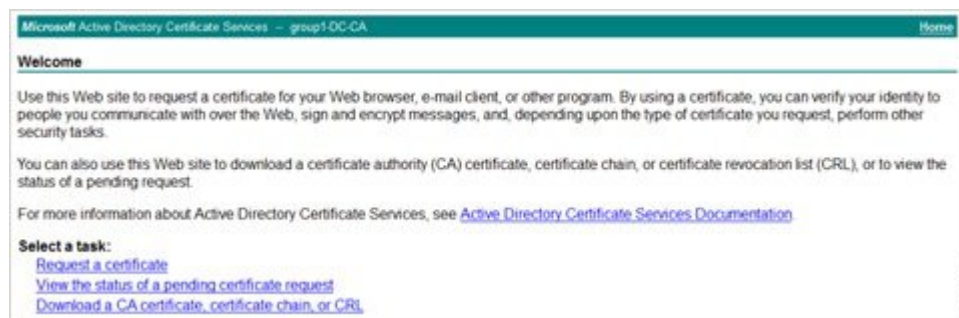 Microsoft Active Directory Certificate Services -- group1-DC-CA Home
Welcome
Use this Web site to request a certificate for your Web browser, e-mail client, or other program. By using a certificate, you can verify your identity to
people you communicate with over the Web, sign and encrypt messages, and, depending upon the type of certificate you request, perform other
security tasks.
You can also use this Web site to download a certificate authority (CA) certificate, certificate chain, or certificate revocation list (CRL), or to view the
status of a pending request.
For more information about Active Directory Certificate Services, see Active Directory Certificate Services Documentation.
Select a task:
Request a certificate
View the status of a pending certificate request
Download a CA certificate, certificate chain, or CRL